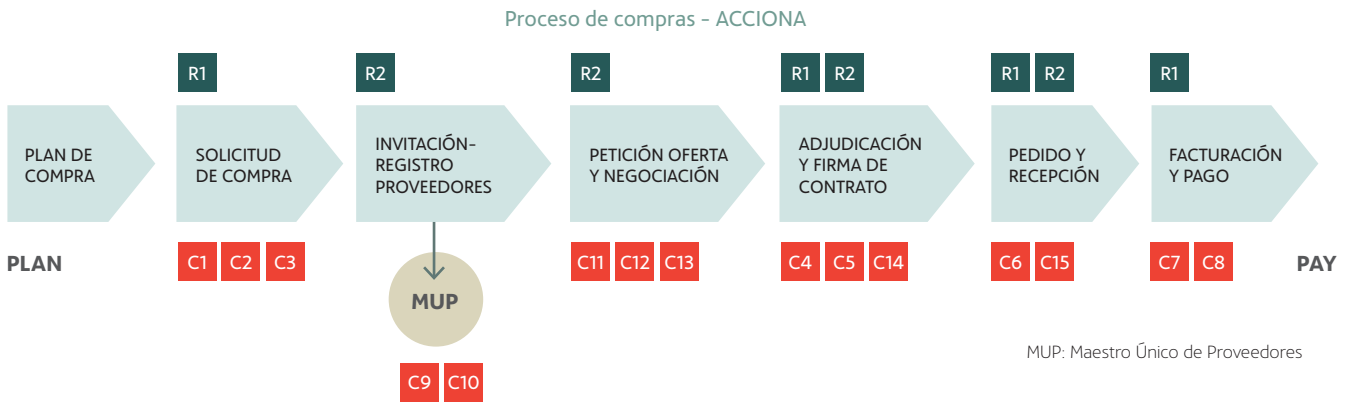 Proceso de compras - ACCIONA
R1
R2
R2
R1 R2
R1 R2
R1
PLAN DE
COMPRA
SOLICITUD
DE COMPRA
INVITACIÓN-
REGISTRO
PROVEEDORES
PETICIÓN OFERTA
Y NEGOCIACIÓN
ADJUDICACIÓN
Y FIRMA DE
CONTRATO
PEDIDO Y
RECEPCIÓN
FACTURACIÓN
Y PAGO
PLAN
C1 C2 C3
C11 C12 C13
C4 C5 C14
C6 C15
C7 C8
PAY
MUP
C9 C10
MUP: Maestro Único de Proveedores